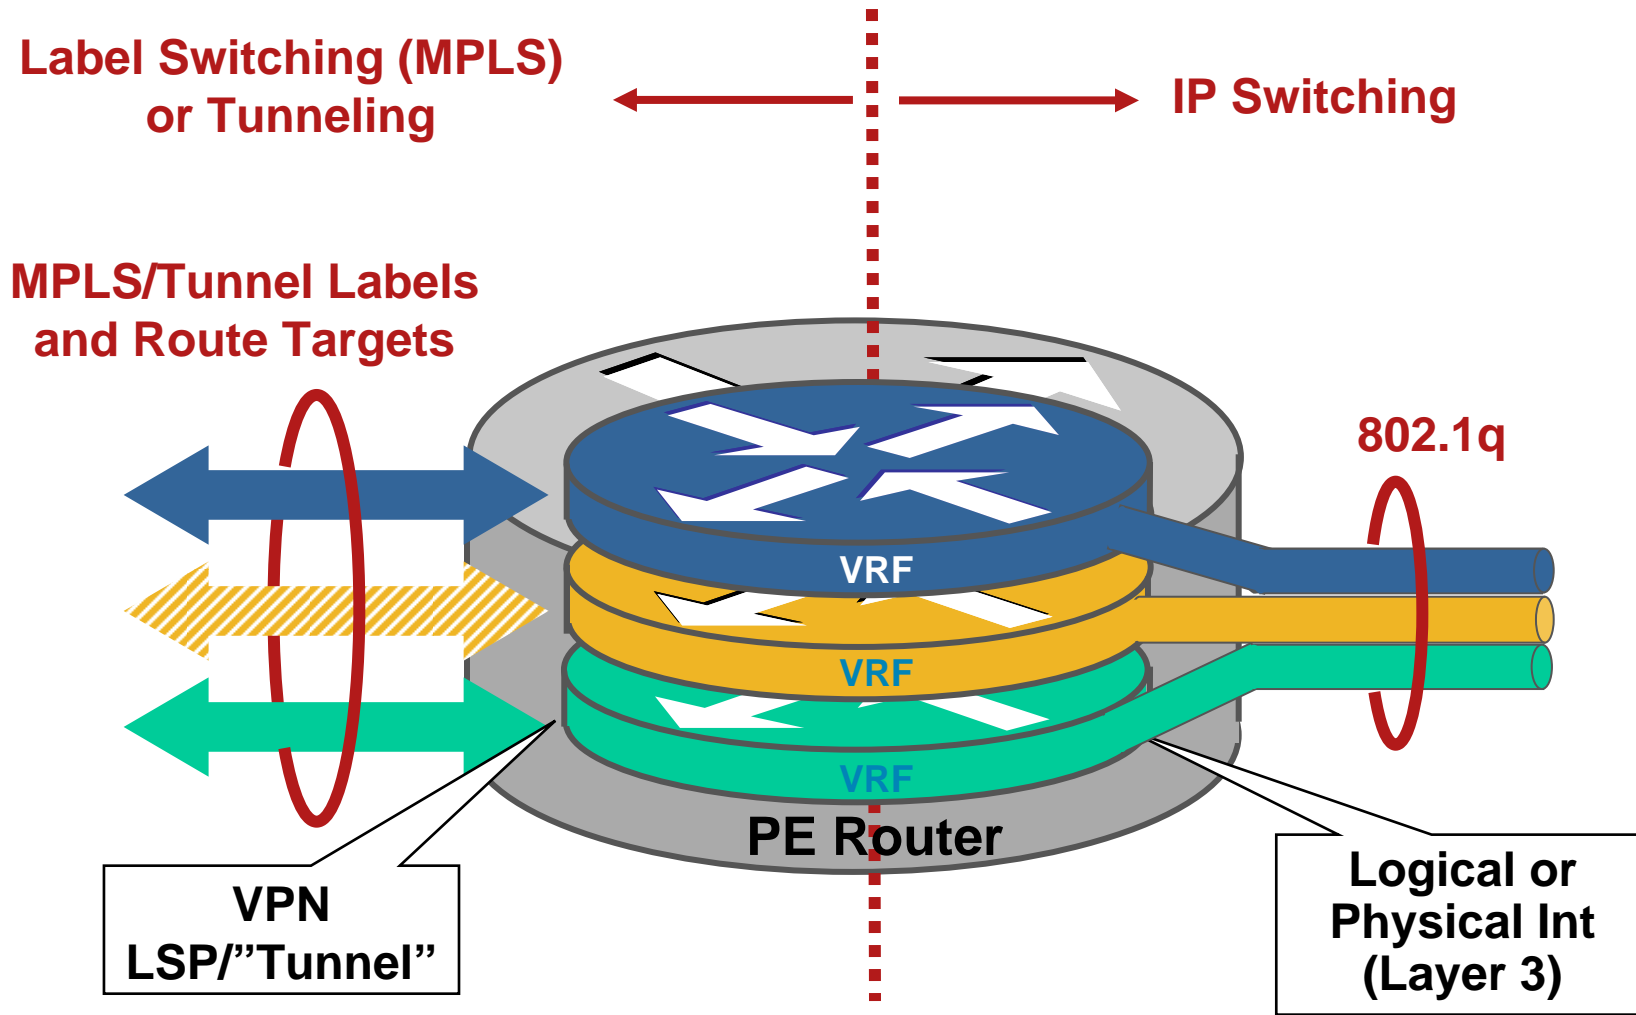 Label Switching (MPLS)
or Tunneling
IP Switching
MPLS/Tunnel Labels
and Route Targets
802.1q
VRF
VRF
VRF
PE Router
VPN
LSP/”Tunnel”
Logical or
Physical Int
(Layer 3)